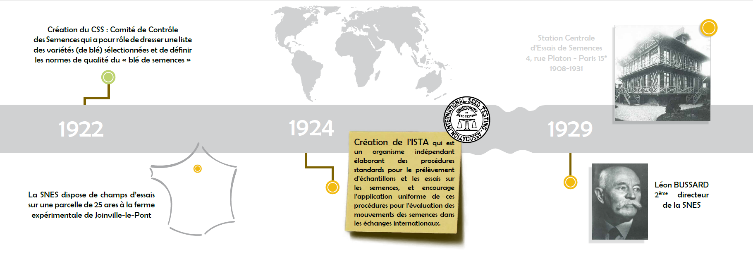 Création du CSS : Comité de Contrôle
des Semences qui a pour rôle de dresser une liste
des variétés (de blé) sélectionnées et de définir
les normes de qualité du « blé de semences »
1922
La SNES dispose de champs d'essais
sur une parcelle de 25 ares à la ferme
expérimentale de Joinville-le-Pont
1924
Création de l'ISTA qui est
un organisme indépendant
élaborant des procédures
standards pour le prélèvement
d'échantillons et les essais sur
les semences, et encourage
l'application uniforme de ces
procédures pour l'évaluation des
mouvements des semences dans
les échanges internationaux.
INTERNATIONAL SEED TESTING ASSOCIATION
Station Centrale
d'Essais de Semences
4, rue Platon - Paris 15e
1908-1931
1929
Léon BUSSARD
2ème directeur
de la SNES